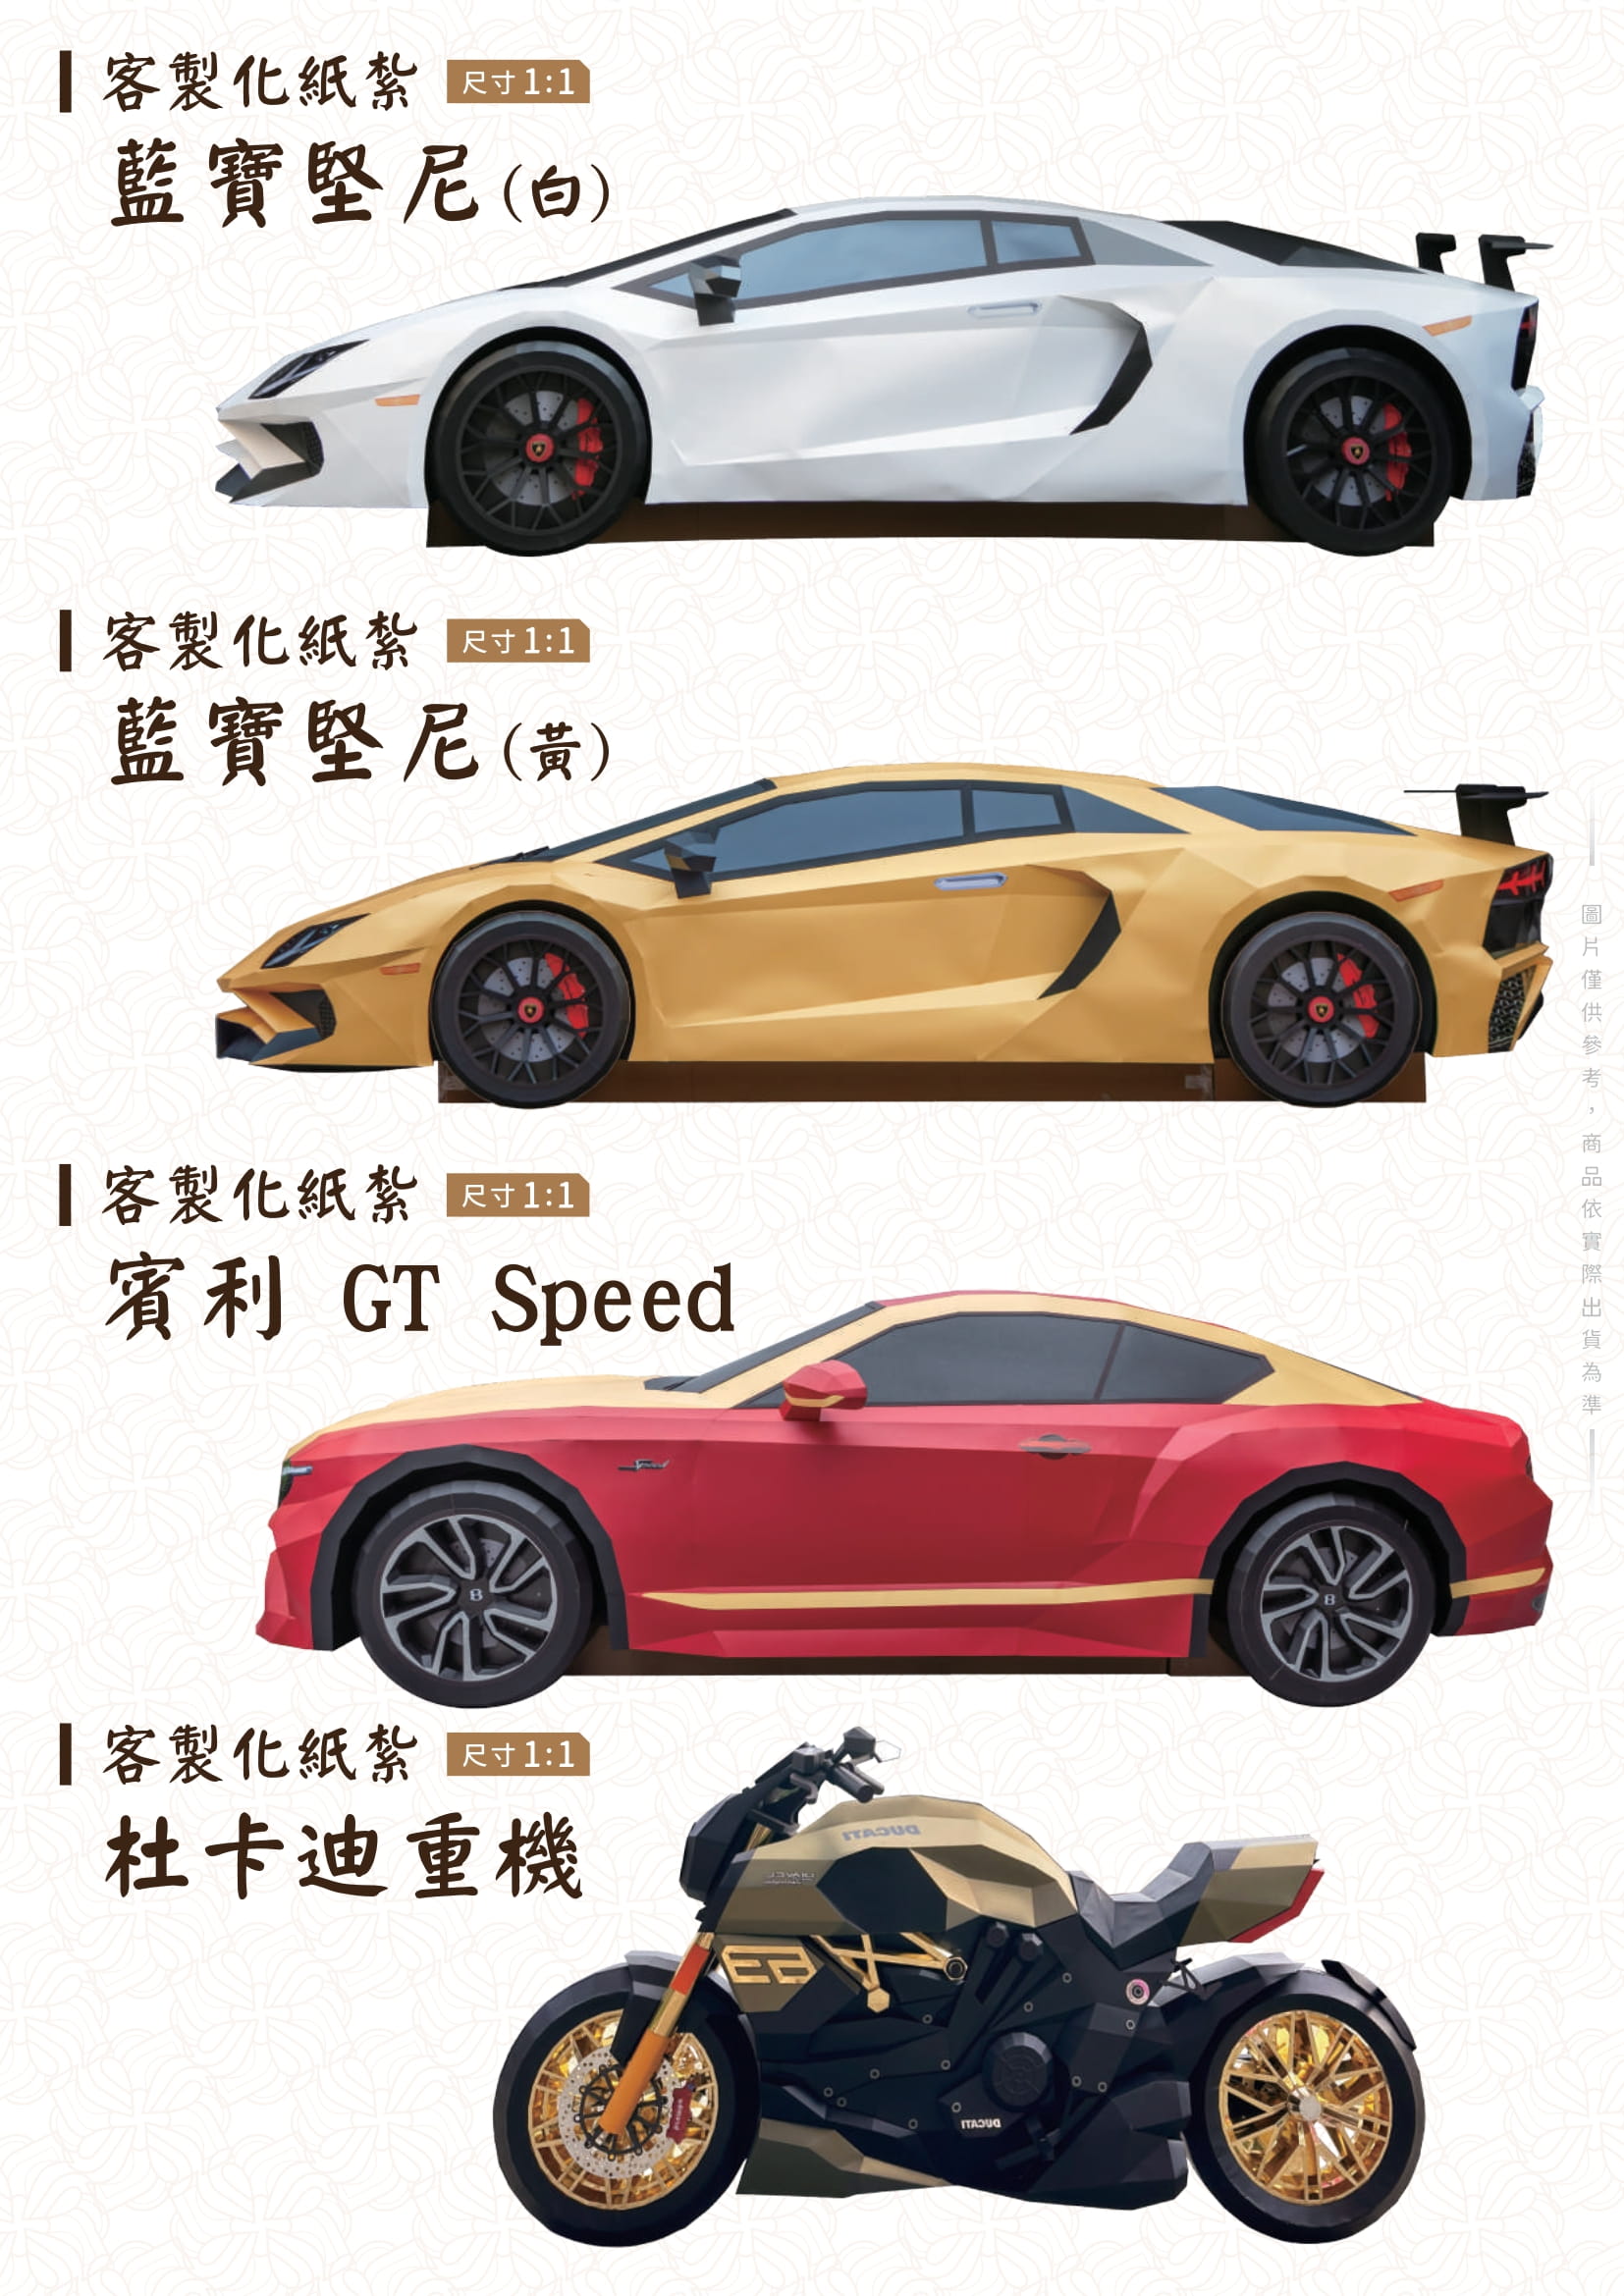 客製化紙紮 尺寸 1:1
藍寶堅尼(白)
客製化紙紮 尺寸 1:1
藍寶堅尼(黃)
客製化紙紮 尺寸 1:1
賓利 GT Speed
Speed
B
B
客製化紙紮 尺寸 1:1
杜卡迪重機
DUCATI
DUCATI
圖片僅供參考，商品依實際出貨為準